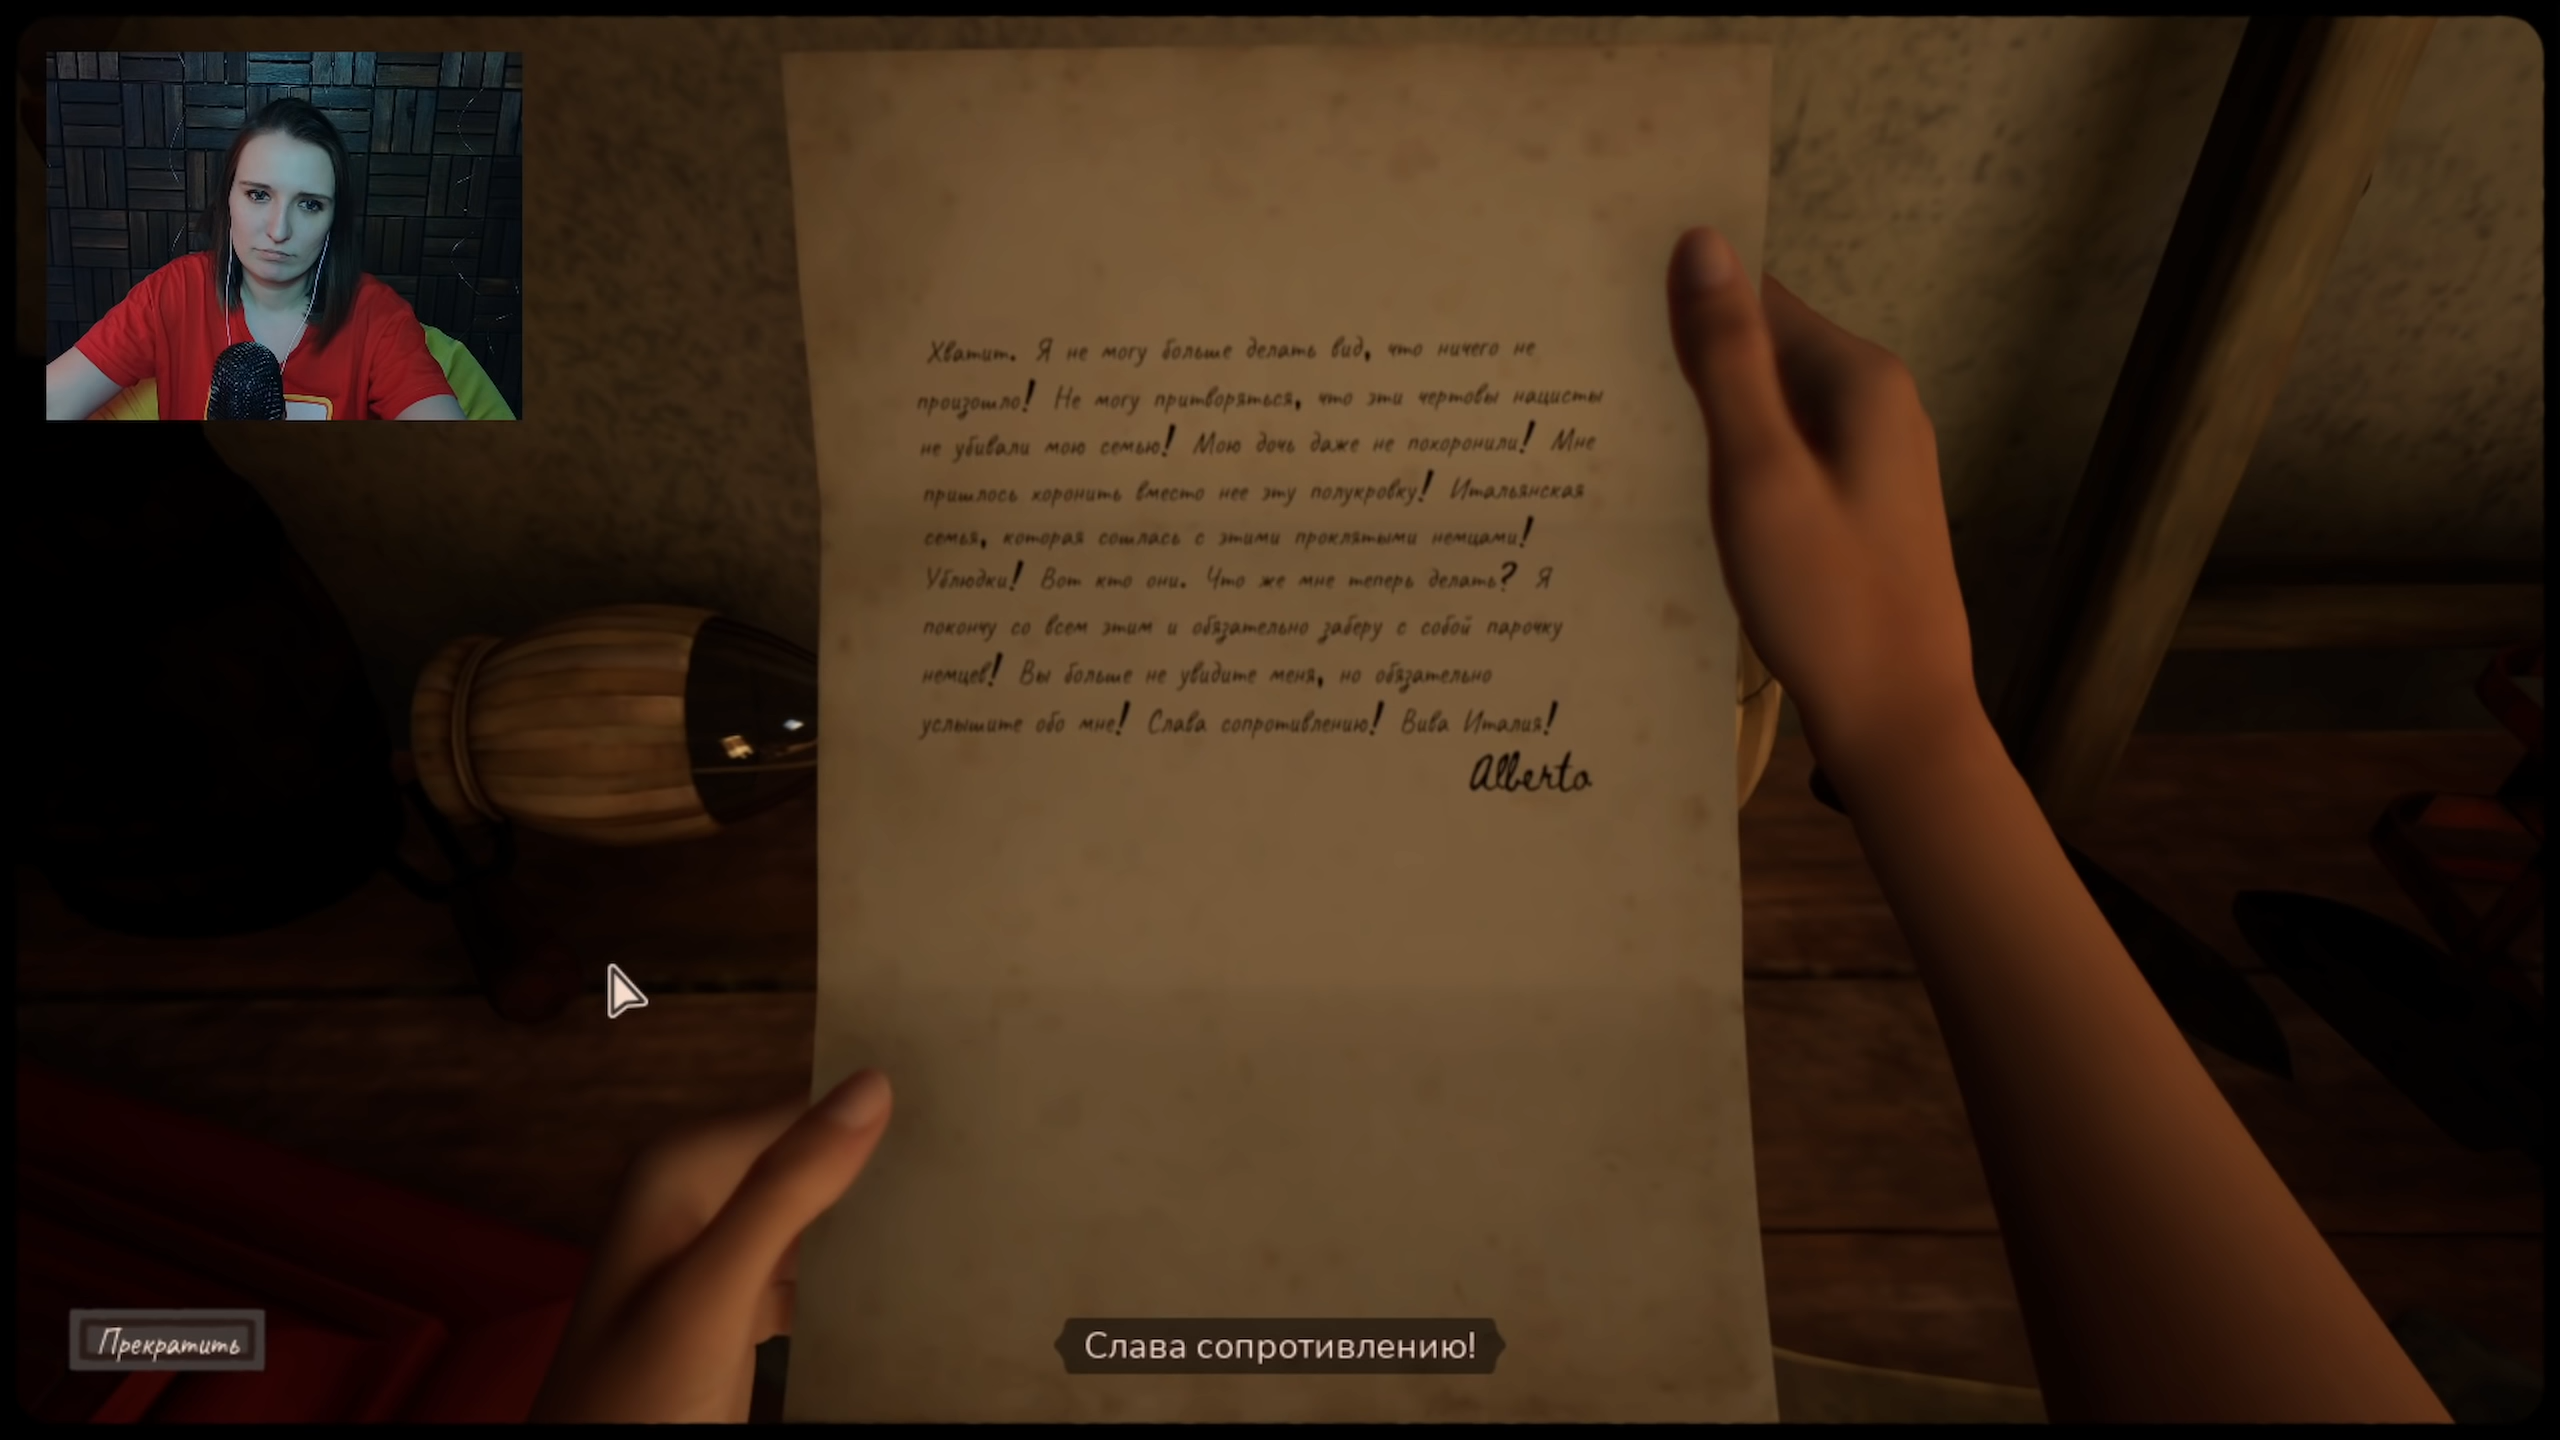 Хватит. Я не могу больше делать вид, что ничего не
произошло! Не могу притворяться, что эти чертовы нацисты
не убивали мою семью! Мою дочь даже не похоронили! Мне
пришлось хоронить вместо нее эту полукровку! Итальянская
семья, которая сошлась с этими проклятыми немцами!
Ублюдки! Вот кто они. Что же мне теперь делать? Я
покончу со всем этим и обязательно заберу с собой парочку
немцев! Вы больше не увидите меня, но обязательно
услышите обо мне! Слава сопротивлению! Вива Италия!
Alberto
Прекратить
Слава сопротивлению!